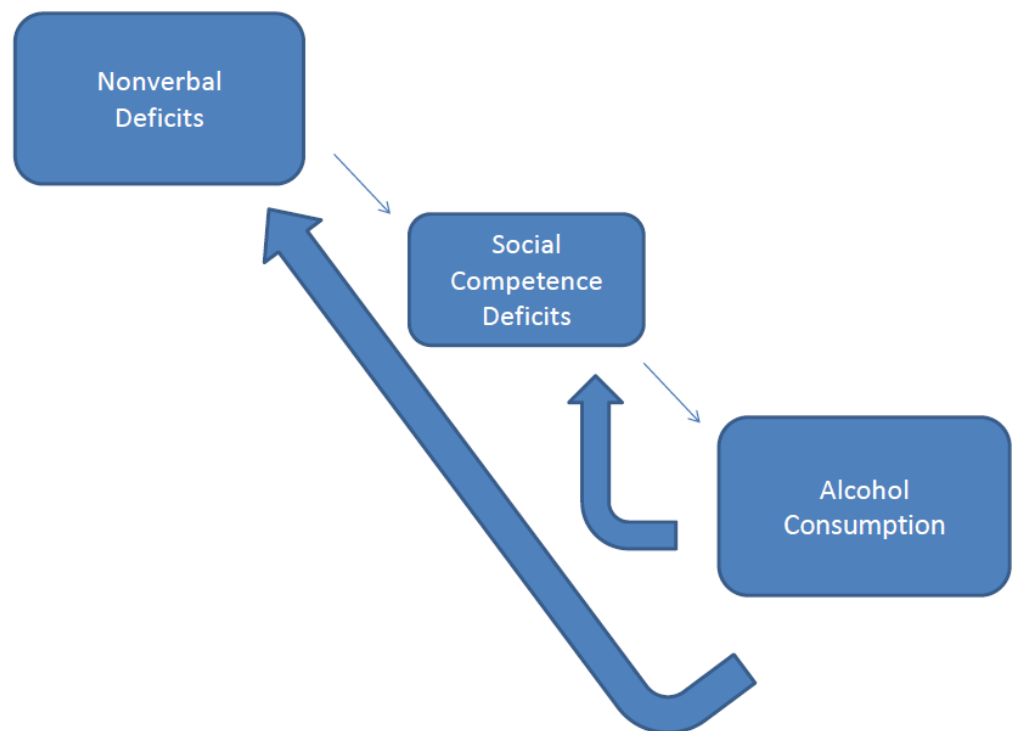 Nonverbal
Deficits
Social
Competence
Deficits
Alcohol
Consumption